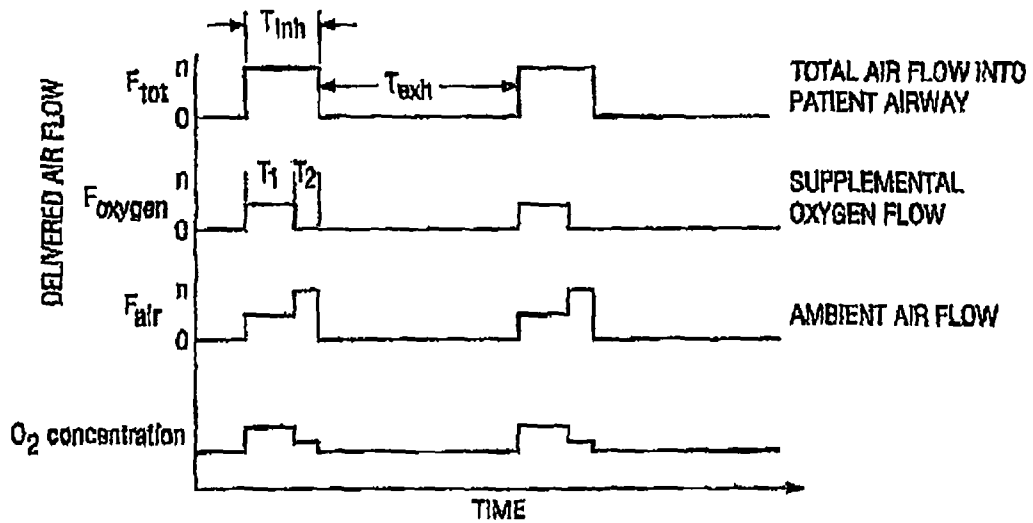 DELIVERED AIR FLOW
Tinh
n
Ftot
0
Texh
TOTAL AIR FLOW INTO
PATIENT AIRWAY
T1 T2
n
Foxygen
0
SUPPLEMENTAL
OXYGEN FLOW
n
Fair
0
AMBIENT AIR FLOW
O2 concentration
TIME